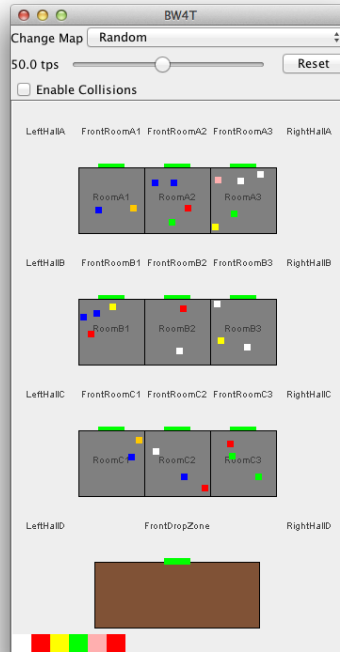 BW4T
Change Map Random
50.0 tps Reset
Enable Collisions
LeftHallA FrontRoomA1 FrontRoomA2 FrontRoomA3 RightHallA
RoomA1 RoomA2 RoomA3
LeftHallB FrontRoomB1 FrontRoomB2 FrontRoomB3 RightHallB
RoomB1 RoomB2 RoomB3
LeftHallC FrontRoomC1 FrontRoomC2 FrontRoomC3 RightHallC
RoomC1 RoomC2 RoomC3
LeftHallD FrontDropZone RightHallD